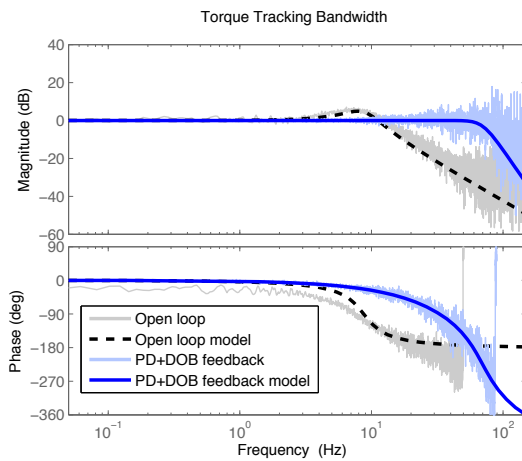 Torque Tracking Bandwidth
Magnitude (dB)
40
20
0
−20
−40
−60
Phase (deg)
90
0
−90
−180
−270
−360
Open loop
Open loop model
PD+DOB feedback
PD+DOB feedback model
10⁻¹ 10⁰ 10¹ 10²
Frequency (Hz)